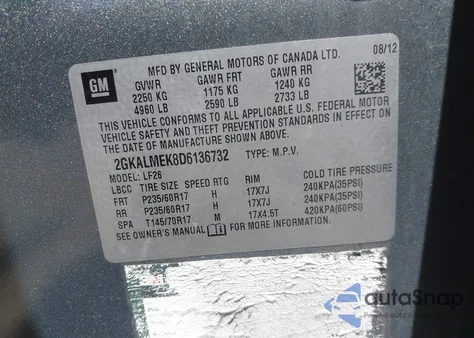 MFD BY GENERAL MOTORS OF CANADA LTD. 08/12
GM
GVWR GAWR FRT GAWR RR
2250 KG 1175 KG 1240 KG
4960 LB 2590 LB 2733 LB
THIS VEHICLE CONFORMS TO ALL APPLICABLE U.S. FEDERAL MOTOR
VEHICLE SAFETY, BUMPER, AND THEFT PREVENTION STANDARDS IN EFFECT ON
THE DATE OF MANUFACTURE SHOWN ABOVE.
2GKALMEK8D6136732 TYPE: M.P.V.
MODEL: LF26
LBCC TIRE SIZE SPEED RTG RIM COLD TIRE PRESSURE
FRT P235/60R17 H 17X7J 240KPA(35PSI)
RR P235/60R17 H 17X7J 240KPA(35PSI)
SPA T145/70R17 M 17X4.5T 420KPA(60PSI)
SEE OWNER'S MANUAL FOR MORE INFORMATION.
autoSnap